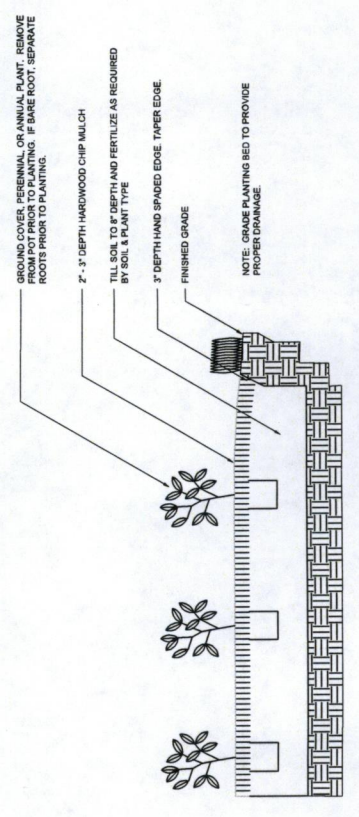 GROUND COVER, PERENNIAL, OR ANNUAL PLANT. REMOVE
FROM POT PRIOR TO PLANTING. IF BARE ROOT, SEPARATE
ROOTS PRIOR TO PLANTING.
2" - 3" DEPTH HARDWOOD CHIP MULCH
TILL SOIL TO 8" DEPTH AND FERTILIZE AS REQUIRED
BY SOIL & PLANT TYPE
3" DEPTH HAND SPADED EDGE. TAPER EDGE.
FINISHED GRADE
NOTE: GRADE PLANTING BED TO PROVIDE
PROPER DRAINAGE.